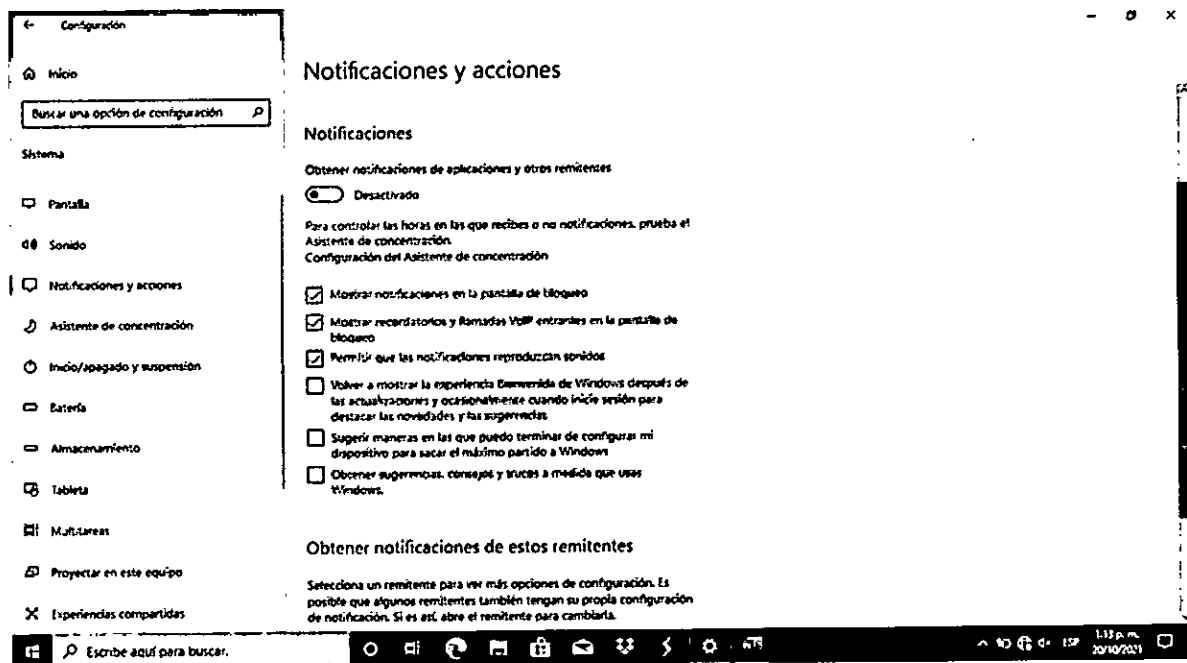 Configuración
Inicio
Buscar una opción de configuración
Sistema
Pantalla
Sonido
Notificaciones y acciones
Asistente de concentración
Inicio/apagado y suspensión
Batería
Almacenamiento
Tableta
Multitareas
Proyectar en este equipo
Experiencias compartidas
Notificaciones y acciones
Notificaciones
Obtener notificaciones de aplicaciones y otros remitentes
Desactivado
Para controlar las horas en las que recibes o no notificaciones, prueba el
Asistente de concentración.
Configuración del Asistente de concentración
Mostrar notificaciones en la pantalla de bloqueo
Mostrar recordatorios y llamadas VoIP entrantes en la pantalla de
bloqueo
Permitir que las notificaciones reproduzcan sonidos
Volver a mostrar la experiencia Bienvenida de Windows después de
las actualizaciones y ocasionalmente cuando inicie sesión para
destacar las novedades y las sugerencias
Sugerir maneras en las que puedo terminar de configurar mi
dispositivo para sacar el máximo partido a Windows
Obtener sugerencias, consejos y trucos a medida que usas
Windows.
Obtener notificaciones de estos remitentes
Selecciona un remitente para ver más opciones de configuración. Es
posible que algunos remitentes también tengan su propia configuración
de notificación. Si es así, abre el remitente para cambiarla.
Escribe aquí para buscar.
ESP
1:13 p. m.
20/10/2021